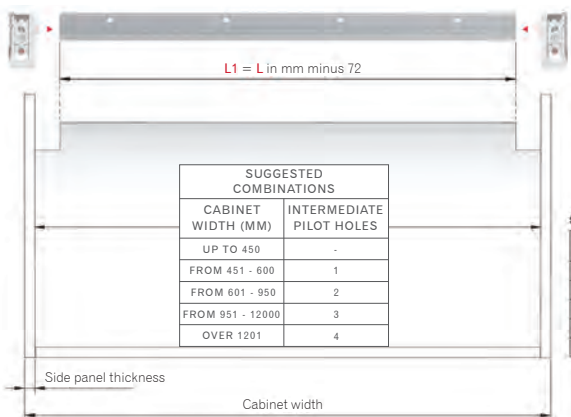 L1 = L in mm minus 72
SUGGESTED
COMBINATIONS
CABINET
WIDTH (MM)
INTERMEDIATE
PILOT HOLES
UP TO 450
-
FROM 451 - 600
1
FROM 601 - 950
2
FROM 951 - 12000
3
OVER 1201
4
Side panel thickness
Cabinet width